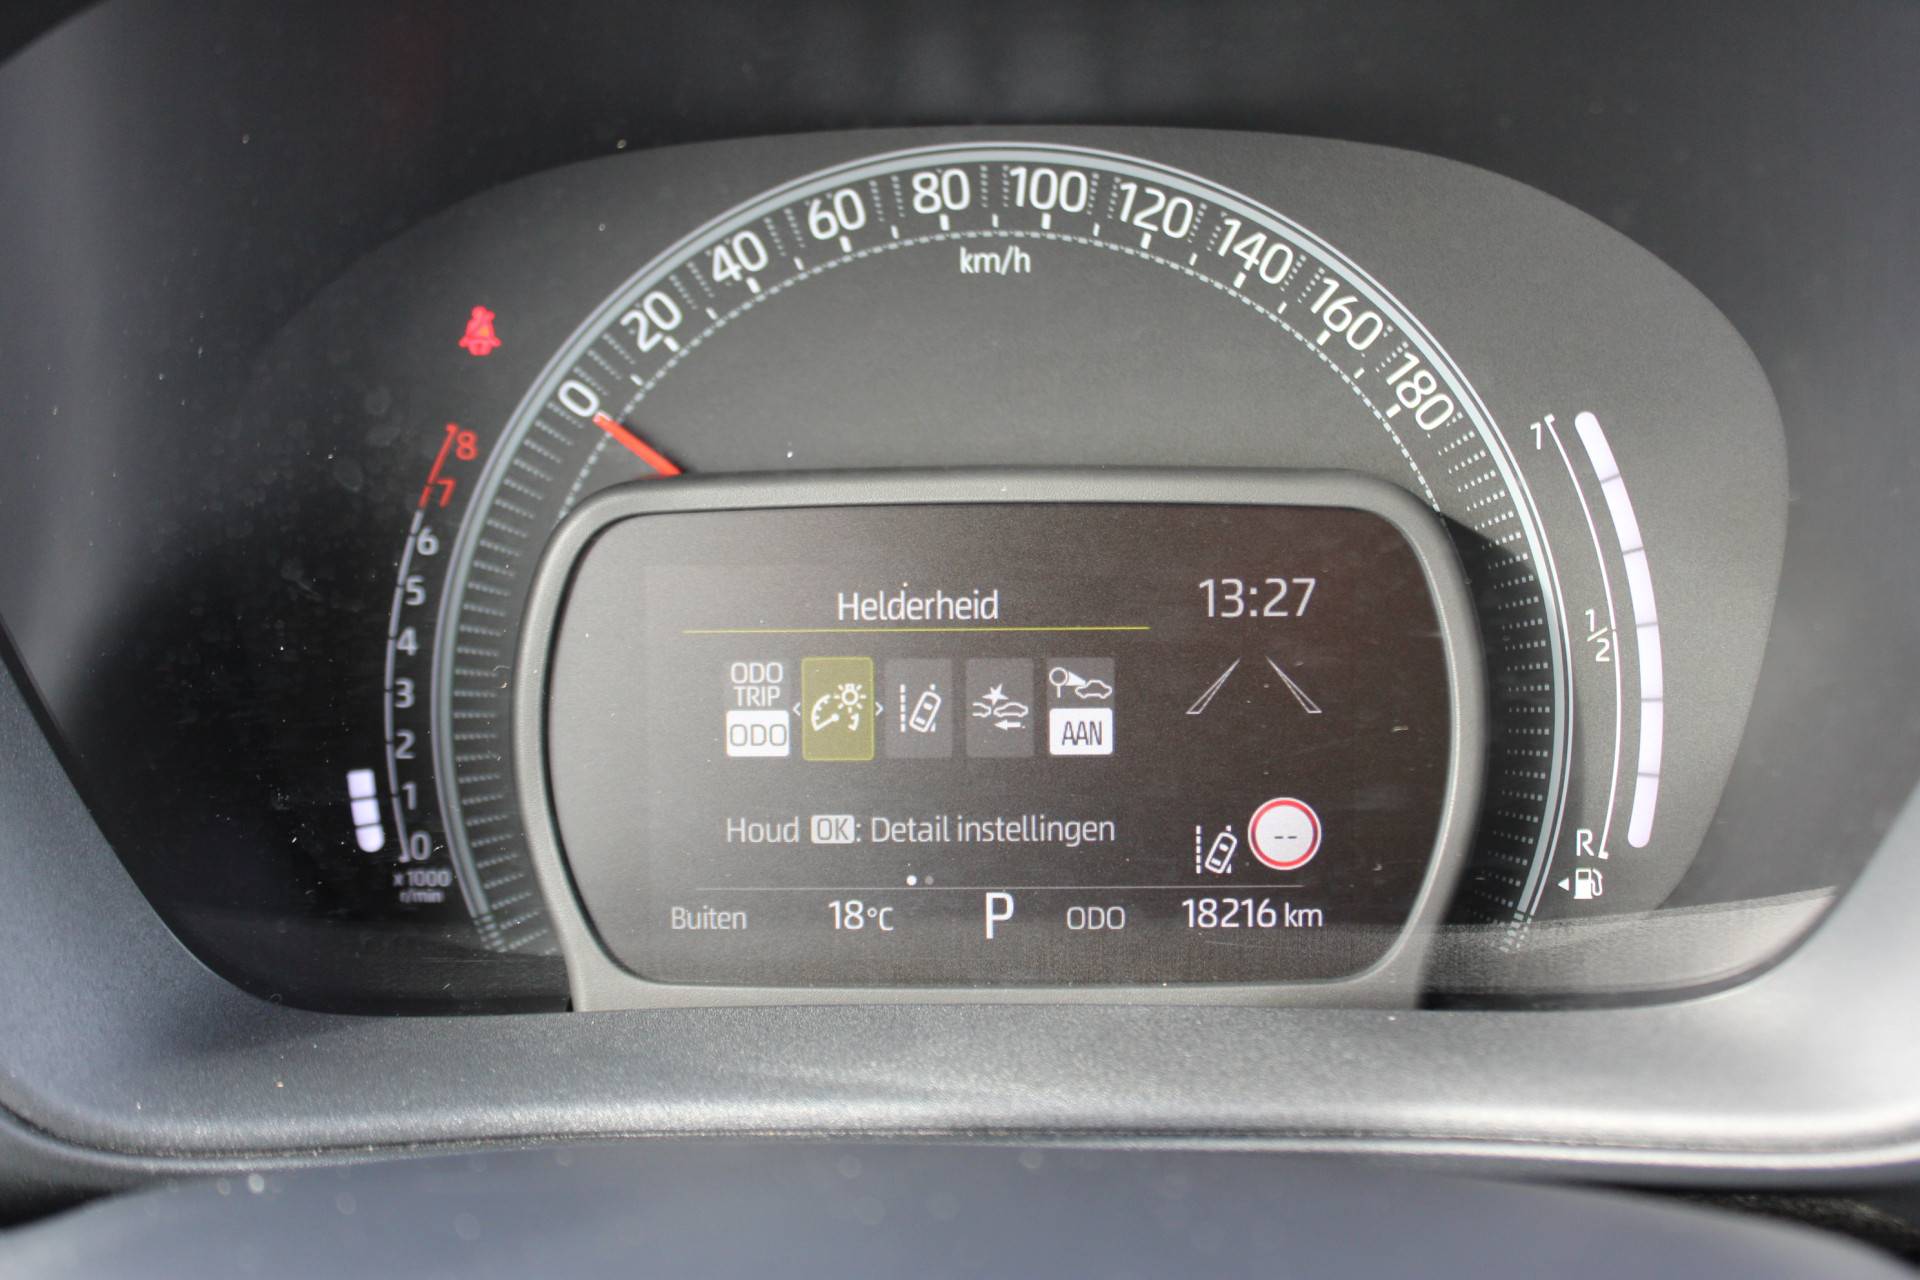 0 20 40 60 80 100 120 140 160 180
km/h
8
7
6
5
4
3
2
1
0
x1000
r/min
Helderheid
13:27
ODO
TRIP
ODO
AAN
Houd OK: Detail instellingen
--
Buiten 18°C P ODO 18216 km
1
1/2
R